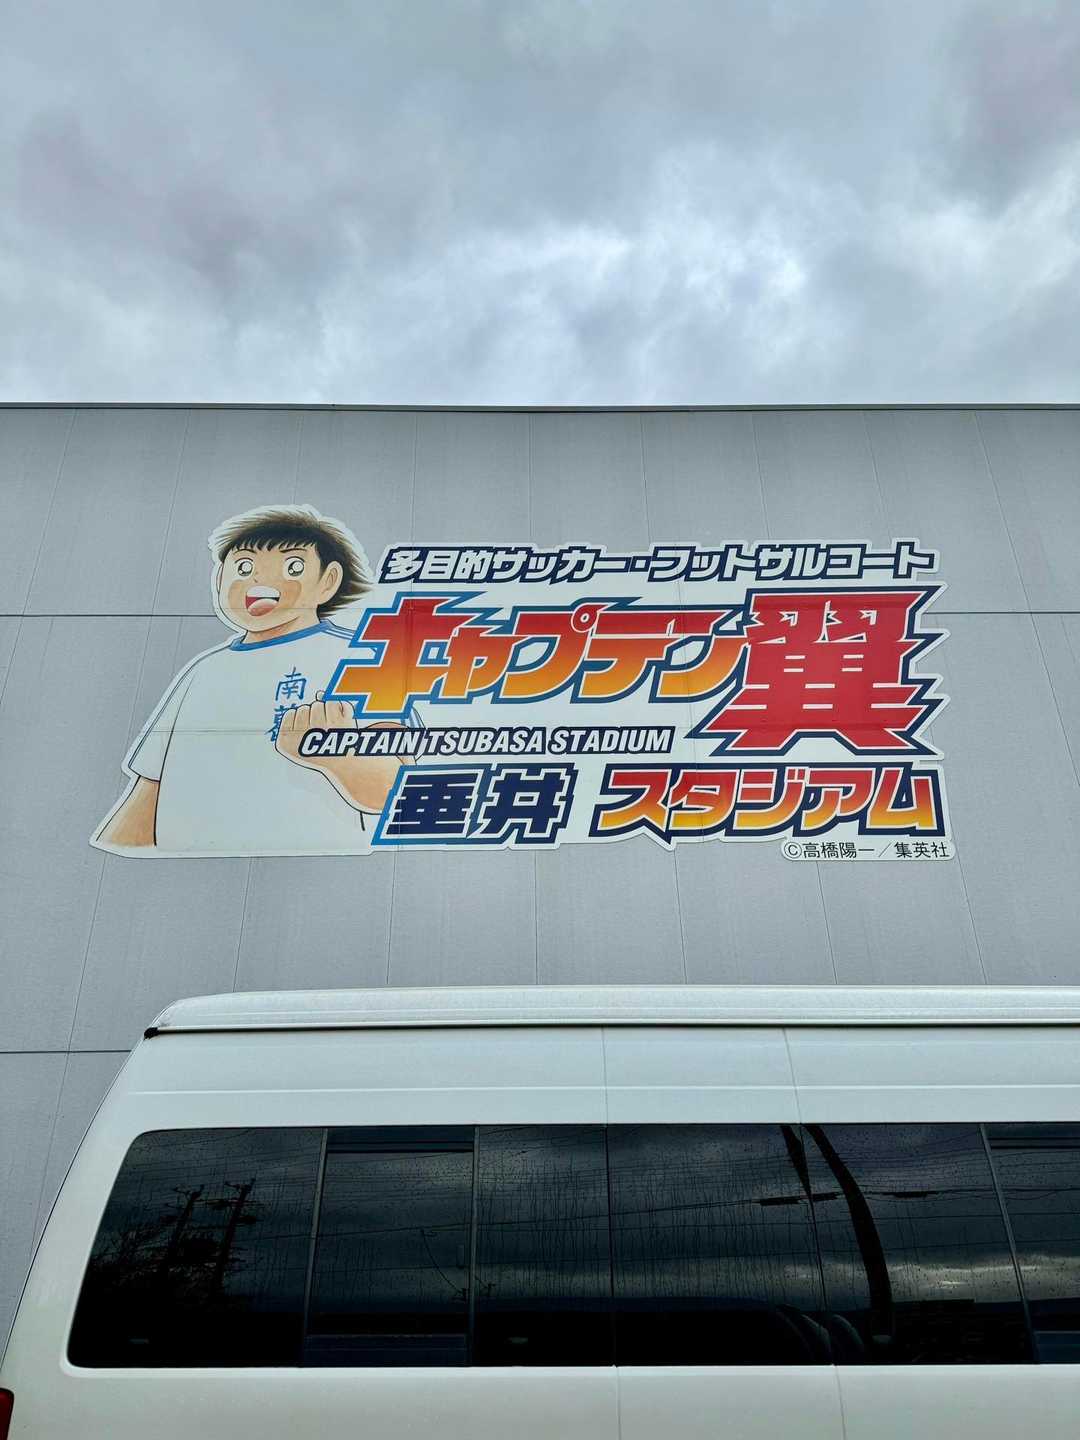 多目的サッカー・フットサルコート
キャプテン翼
CAPTAIN TSUBASA STADIUM
垂井 スタジアム
©高橋陽一／集英社
南